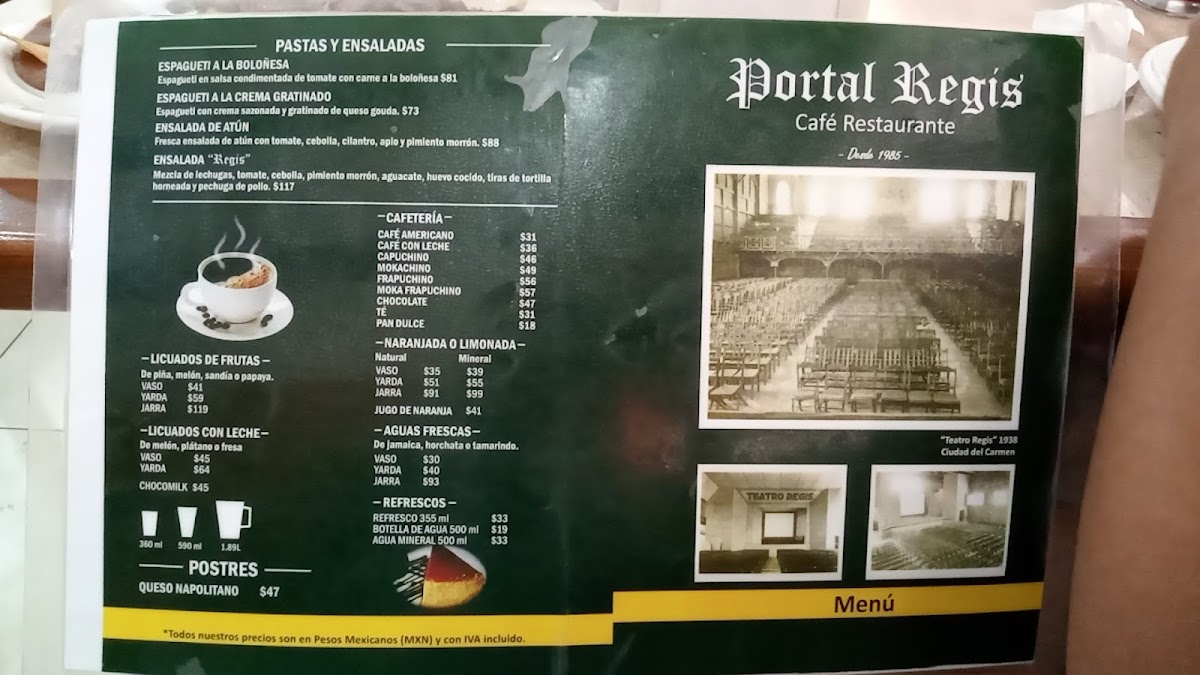 PASTAS Y ENSALADAS
ESPAGUETI A LA BOLOÑESA
Espagueti en salsa condimentada de tomate con carne a la boloñesa $81
ESPAGUETI A LA CREMA GRATINADO
Espagueti con crema sazonada y gratinado de queso gouda. $73
ENSALADA DE ATÚN
Fresca ensalada de atún con tomate, cebolla, cilantro, apio y pimiento morrón. $88
ENSALADA "Regis"
Mezcla de lechugas, tomate, cebolla, pimiento morrón, aguacate, huevo cocido, tiras de tortilla
horneada y pechuga de pollo. $117
—LICUADOS DE FRUTAS—
De piña, melón, sandía o papaya.
VASO $41
YARDA $59
JARRA $119
—LICUADOS CON LECHE—
De melón, plátano o fresa
VASO $45
YARDA $64
CHOCOMILK $45
360 ml 590 ml 1.89L
POSTRES
QUESO NAPOLITANO $47
—CAFETERÍA—
CAFÉ AMERICANO $31
CAFÉ CON LECHE $36
CAPUCHINO $46
MOKACHINO $49
FRAPUCHINO $56
MOKA FRAPUCHINO $57
CHOCOLATE $47
TÉ $31
PAN DULCE $18
—NARANJADA O LIMONADA—
Natural Mineral
VASO $35 $39
YARDA $51 $55
JARRA $91 $99
JUGO DE NARANJA $41
—AGUAS FRESCAS—
De jamaica, horchata o tamarindo.
VASO $30
YARDA $40
JARRA $93
—REFRESCOS—
REFRESCO 355 ml $33
BOTELLA DE AGUA 500 ml $19
AGUA MINERAL 500 ml $33
*Todos nuestros precios son en Pesos Mexicanos (MXN) y con IVA incluido.
Portal Regis
Café Restaurante
- Desde 1985 -
"Teatro Regis" 1938
Ciudad del Carmen
TEATRO REGIS
Menú